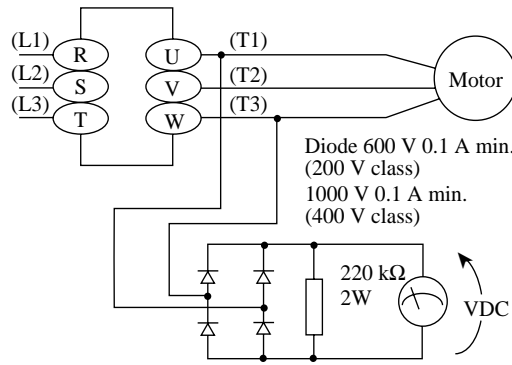 (L1)
(L2)
(L3)
R
S
T
U
V
W
(T1)
(T2)
(T3)
Motor
Diode 600 V 0.1 A min.
(200 V class)
1000 V 0.1 A min.
(400 V class)
220 kΩ
2W
VDC